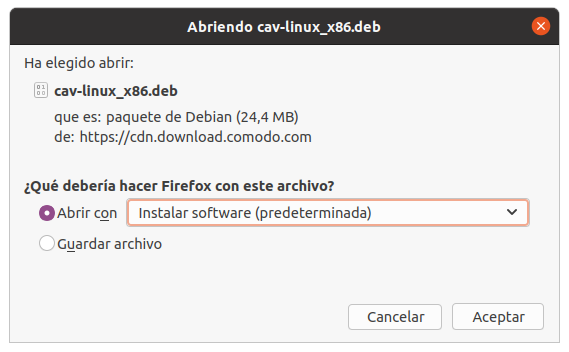 Abriendo cav-linux_x86.deb
Ha elegido abrir:
cav-linux_x86.deb
que es: paquete de Debian (24,4 MB)
de: https://cdn.download.comodo.com
¿Qué debería hacer Firefox con este archivo?
Abrir con Instalar software (predeterminada)
Guardar archivo
Cancelar Aceptar